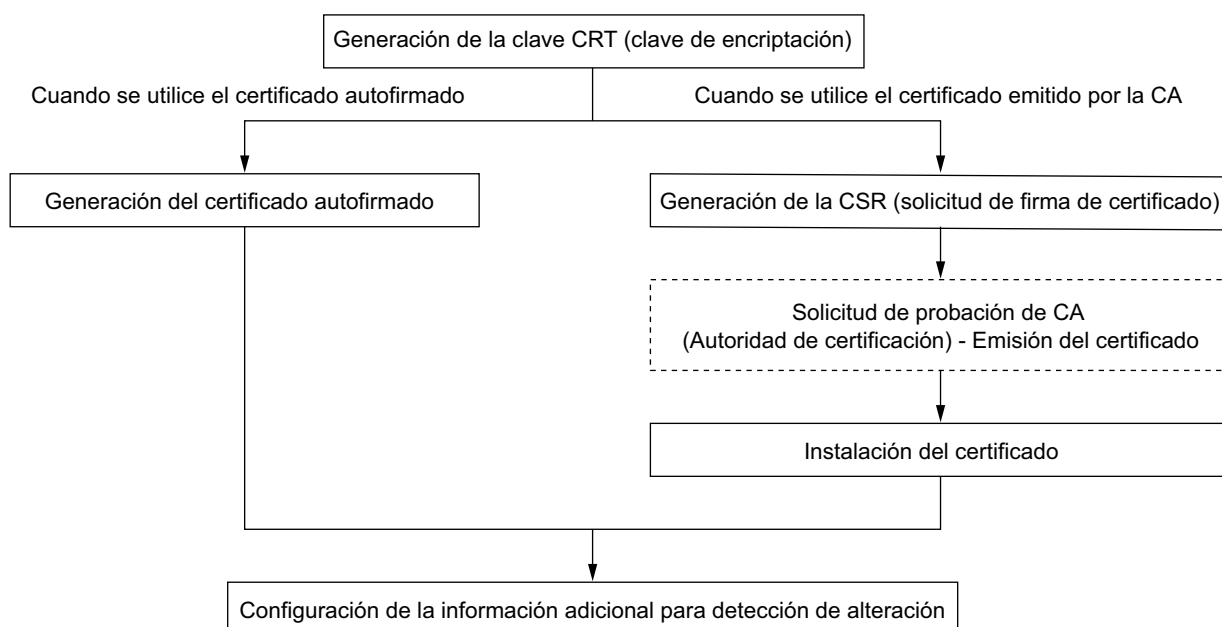 Generación de la clave CRT (clave de encriptación)
Cuando se utilice el certificado autofirmado
Cuando se utilice el certificado emitido por la CA
Generación del certificado autofirmado
Generación de la CSR (solicitud de firma de certificado)
Solicitud de probación de CA
(Autoridad de certificación) - Emisión del certificado
Instalación del certificado
Configuración de la información adicional para detección de alteración